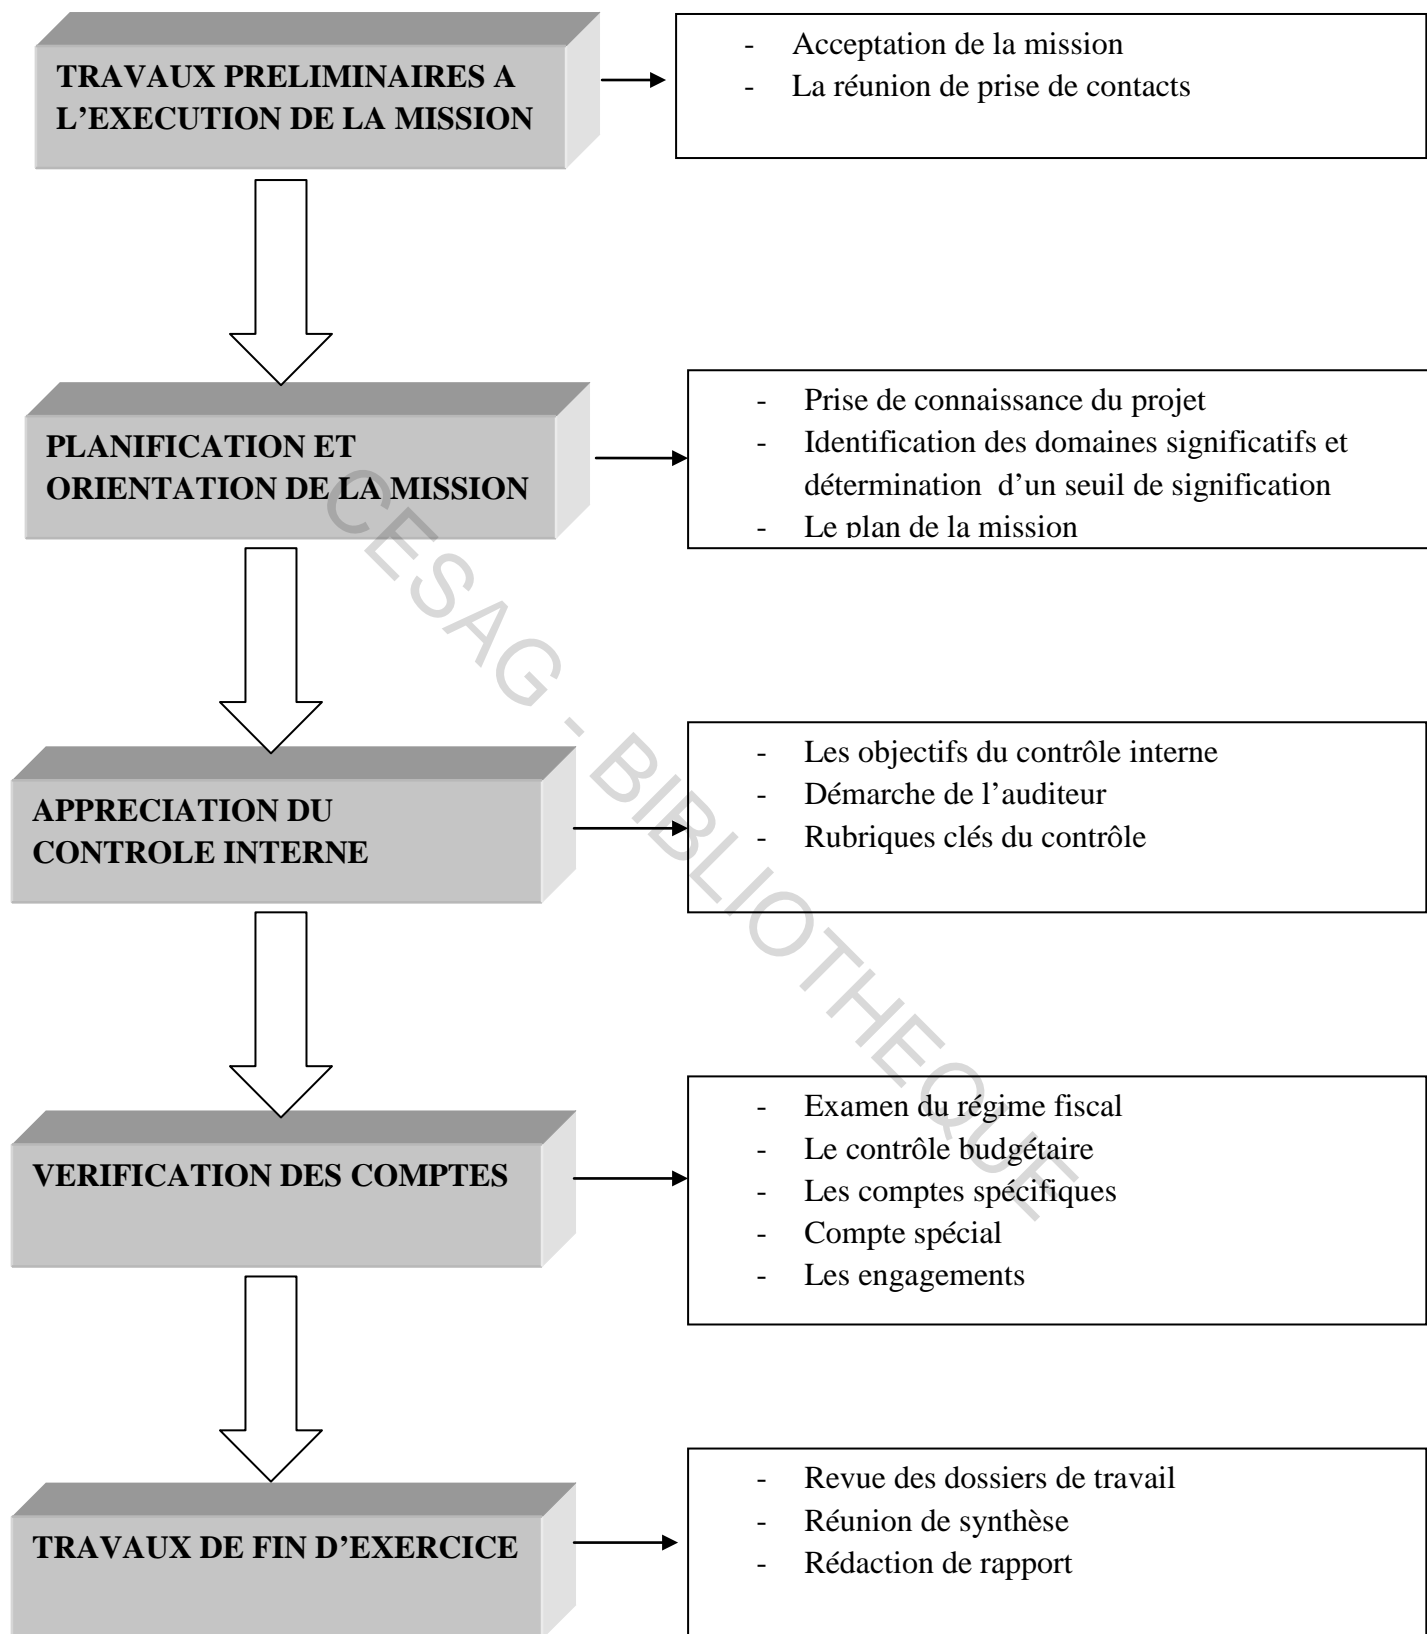 TRAVAUX PRELIMINAIRES A
L’EXECUTION DE LA MISSION
- Acceptation de la mission
- La réunion de prise de contacts
PLANIFICATION ET
ORIENTATION DE LA MISSION
- Prise de connaissance du projet
- Identification des domaines significatifs et
détermination d’un seuil de signification
- Le plan de la mission
APPRECIATION DU
CONTROLE INTERNE
- Les objectifs du contrôle interne
- Démarche de l’auditeur
- Rubriques clés du contrôle
VERIFICATION DES COMPTES
- Examen du régime fiscal
- Le contrôle budgétaire
- Les comptes spécifiques
- Compte spécial
- Les engagements
TRAVAUX DE FIN D’EXERCICE
- Revue des dossiers de travail
- Réunion de synthèse
- Rédaction de rapport
CESAG - BIBLIOTHEQUE